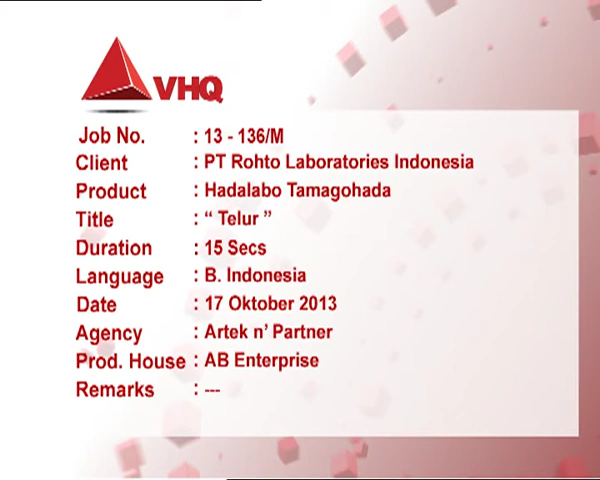 VHQ
Job No. : 13 - 136/M
Client : PT Rohto Laboratories Indonesia
Product : Hadalabo Tamagohada
Title : “ Telur ”
Duration : 15 Secs
Language : B. Indonesia
Date : 17 Oktober 2013
Agency : Artek n’ Partner
Prod. House : AB Enterprise
Remarks : ---